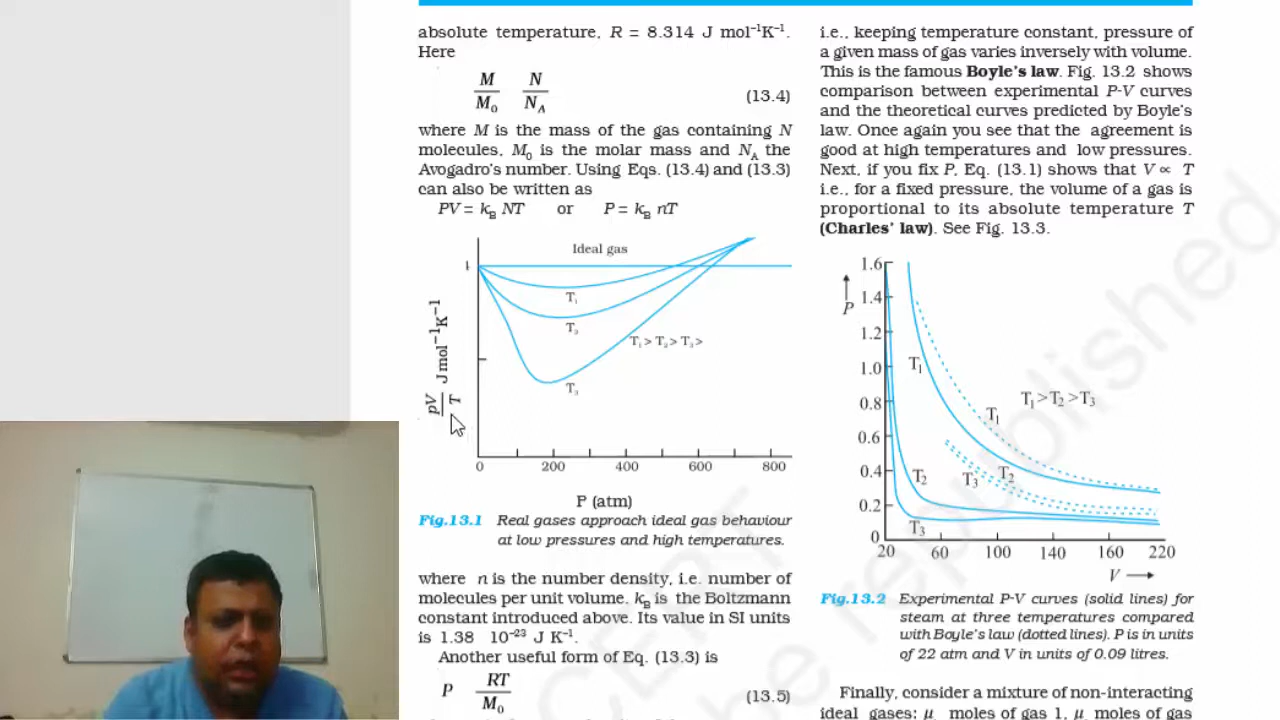 absolute temperature, R = 8.314 J mol⁻¹K⁻¹.
Here
M N
M₀ N_A
(13.4)
where M is the mass of the gas containing N
molecules, M₀ is the molar mass and N_A the
Avogadro's number. Using Eqs. (13.4) and (13.3)
can also be written as
PV = k_B NT or P = k_B nT
Ideal gas
1
T₁
T₂
T₁ > T₂ > T₃ >
T₃
pV
T
J mol⁻¹K⁻¹
0 200 400 600 800
P (atm)
Fig.13.1 Real gases approach ideal gas behaviour
at low pressures and high temperatures.
where n is the number density, i.e. number of
molecules per unit volume. k_B is the Boltzmann
constant introduced above. Its value in SI units
is 1.38 10⁻²³ J K⁻¹.
Another useful form of Eq. (13.3) is
P RT
M₀
(13.5)
i.e., keeping temperature constant, pressure of
a given mass of gas varies inversely with volume.
This is the famous Boyle's law. Fig. 13.2 shows
comparison between experimental P-V curves
and the theoretical curves predicted by Boyle's
law. Once again you see that the agreement is
good at high temperatures and low pressures.
Next, if you fix P, Eq. (13.1) shows that V ∝ T
i.e., for a fixed pressure, the volume of a gas is
proportional to its absolute temperature T
(Charles' law). See Fig. 13.3.
1.6
P
1.4
1.2
1.0
T₁
0.8
T₁>T₂>T₃
T₁
0.6
0.4
T₂
T₃
T₂
0.2
T₃
0
20 60 100 140 160 220
V
Fig.13.2 Experimental P-V curves (solid lines) for
steam at three temperatures compared
with Boyle's law (dotted lines). P is in units
of 22 atm and V in units of 0.09 litres.
Finally, consider a mixture of non-interacting
ideal gases: μ moles of gas 1, μ moles of gas